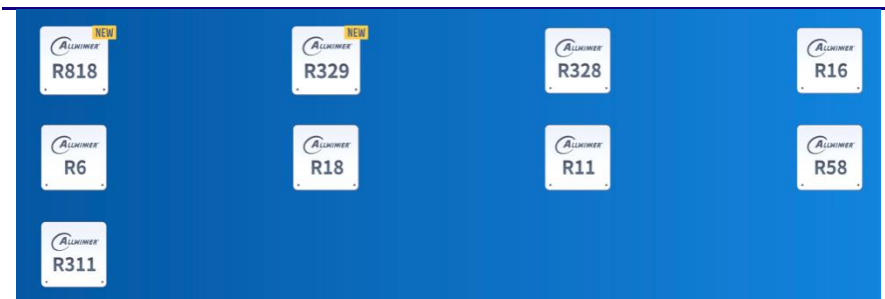 NEW
ALLWINNER
R818
NEW
ALLWINNER
R329
ALLWINNER
R328
ALLWINNER
R16
ALLWINNER
R6
ALLWINNER
R18
ALLWINNER
R11
ALLWINNER
R58
ALLWINNER
R311